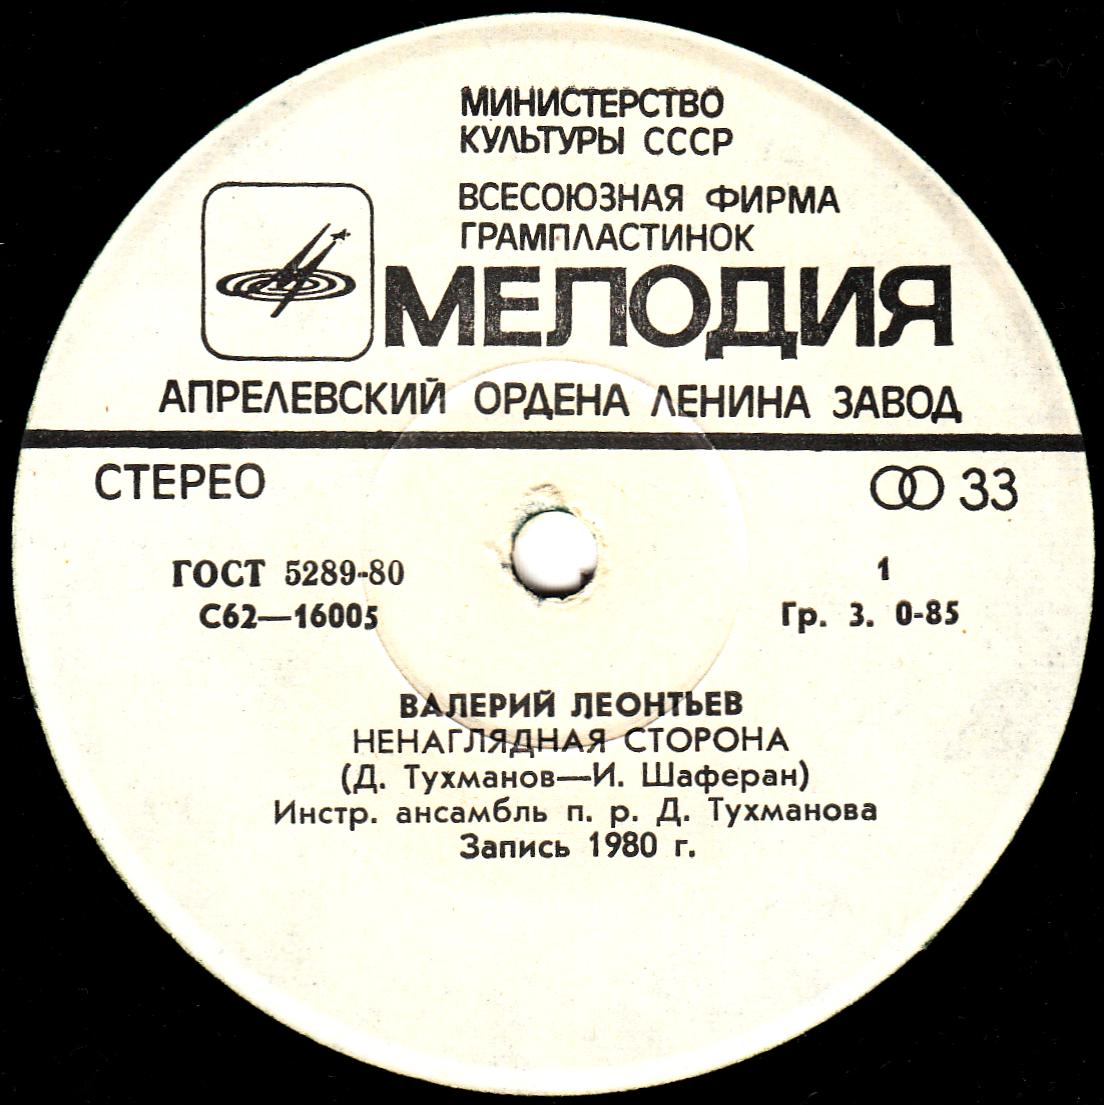 МИНИСТЕРСТВО
КУЛЬТУРЫ СССР
ВСЕСОЮЗНАЯ ФИРМА
ГРАМПЛАСТИНОК
МЕЛОДИЯ
АПРЕЛЕВСКИЙ ОРДЕНА ЛЕНИНА ЗАВОД
СТЕРЕО
33
ГОСТ 5289-80
1
С62—16005
Гр. 3. 0-85
ВАЛЕРИЙ ЛЕОНТЬЕВ
НЕНАГЛЯДНАЯ СТОРОНА
(Д. Тухманов—И. Шаферан)
Инстр. ансамбль п. р. Д. Тухманова
Запись 1980 г.